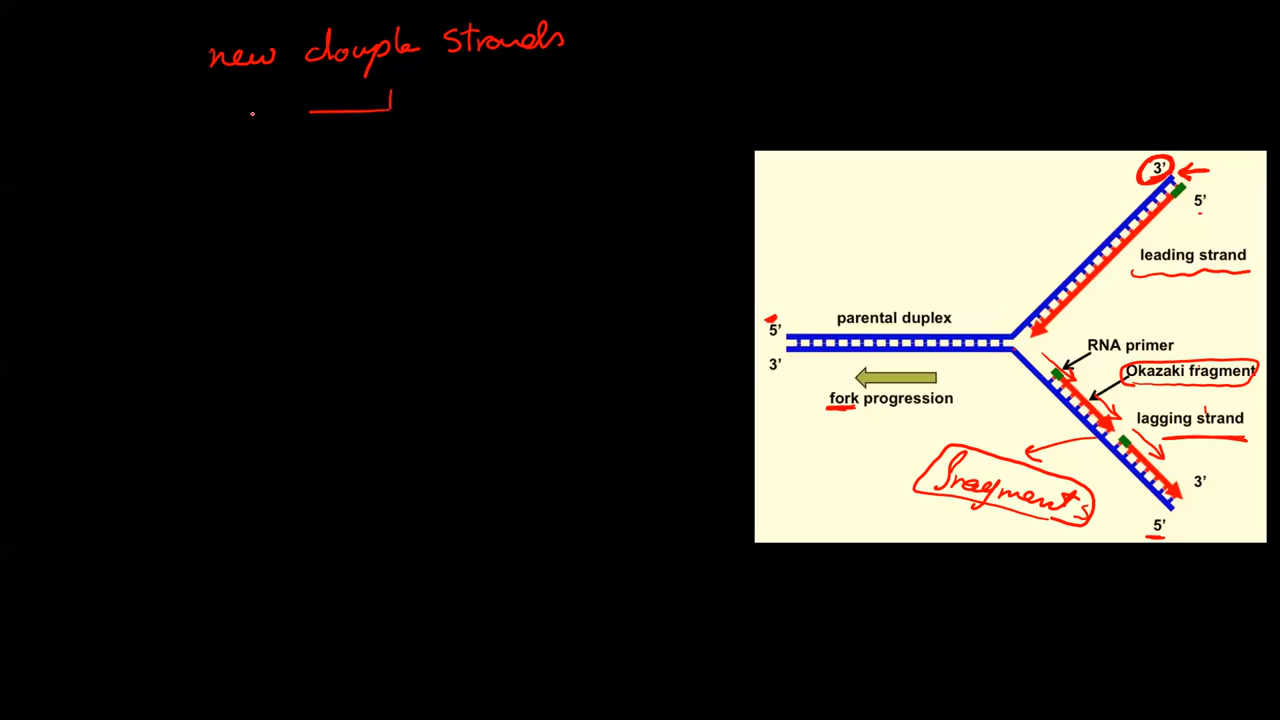 new double strands
3'
5'
leading strand
parental duplex
5'
3'
RNA primer
Okazaki fragment
fork progression
lagging strand
fragments
3'
5'